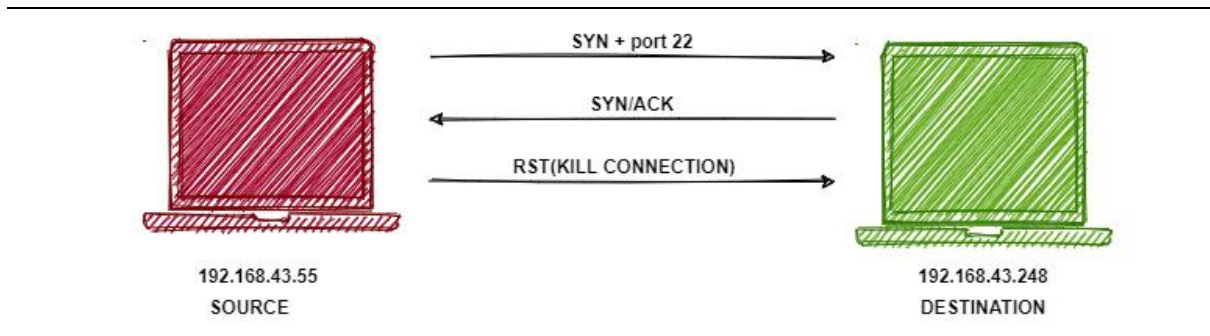 SYN + port 22
SYN/ACK
RST(KILL CONNECTION)
192.168.43.55
SOURCE
192.168.43.248
DESTINATION